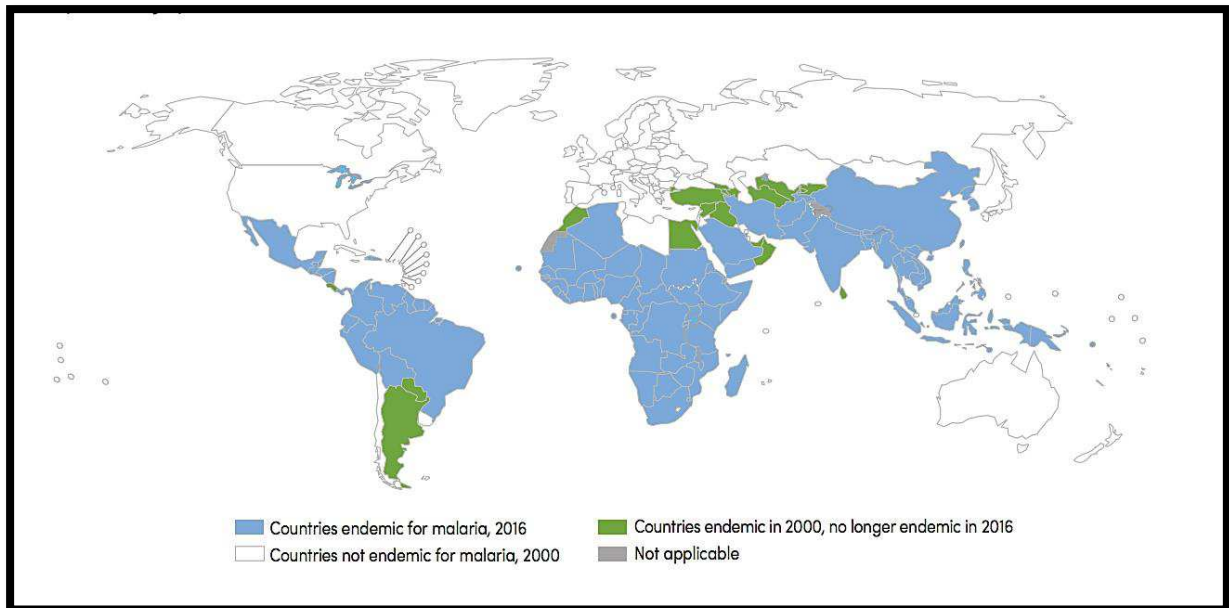 Countries endemic for malaria, 2016
Countries endemic in 2000, no longer endemic in 2016
Countries not endemic for malaria, 2000
Not applicable